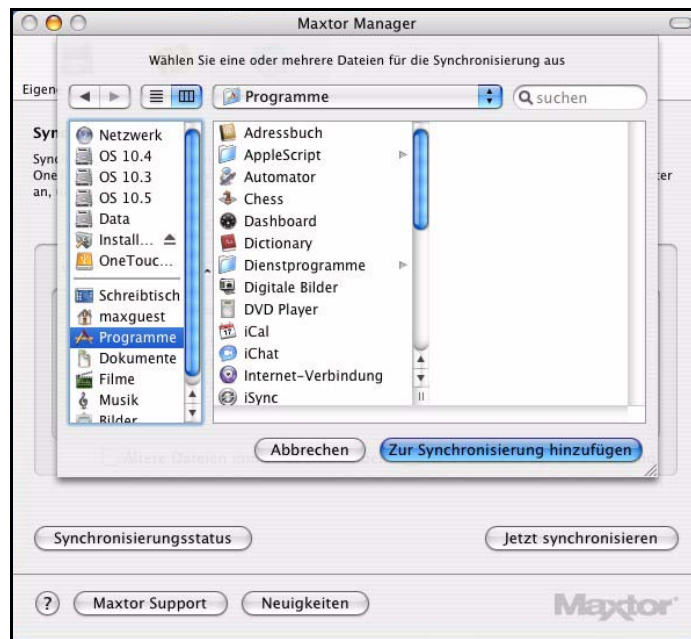 Maxtor Manager
Wählen Sie eine oder mehrere Dateien für die Synchronisierung aus
Eigen
Programme
suchen
Syn
Sync
One
an,
ter
Netzwerk
OS 10.4
OS 10.3
OS 10.5
Data
Install...
OneTouc...
Schreibtisch
maxguest
Programme
Dokumente
Filme
Musik
Bilder
Adressbuch
AppleScript
Automator
Chess
Dashboard
Dictionary
Dienstprogramme
Digitale Bilder
DVD Player
iCal
iChat
Internet-Verbindung
iSync
Abbrechen
Zur Synchronisierung hinzufügen
Ältere Dateien
Synchronisierungsstatus
Jetzt synchronisieren
?
Maxtor Support
Neuigkeiten
Maxtor